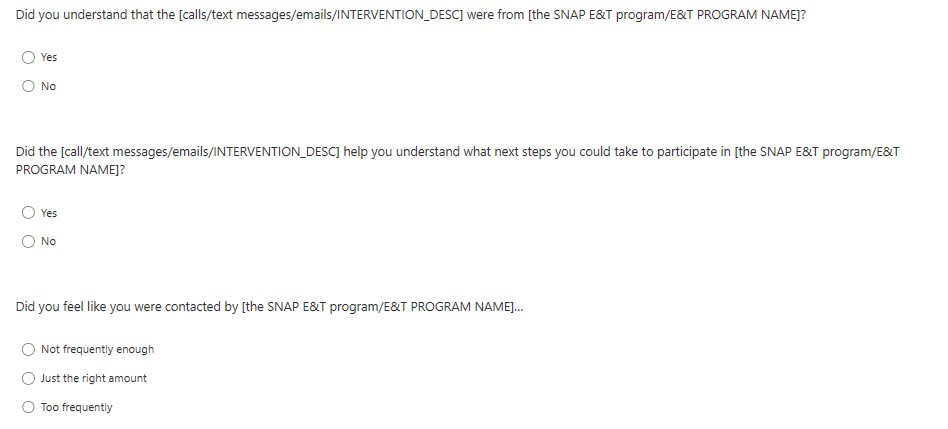 Did you understand that the [calls/text messages/emails/INTERVENTION_DESC] were from [the SNAP E&T program/E&T PROGRAM NAME]?
Yes
No
Did the [call/text messages/emails/INTERVENTION_DESC] help you understand what next steps you could take to participate in [the SNAP E&T program/E&T
PROGRAM NAME]?
Yes
No
Did you feel like you were contacted by [the SNAP E&T program/E&T PROGRAM NAME]...
Not frequently enough
Just the right amount
Too frequently